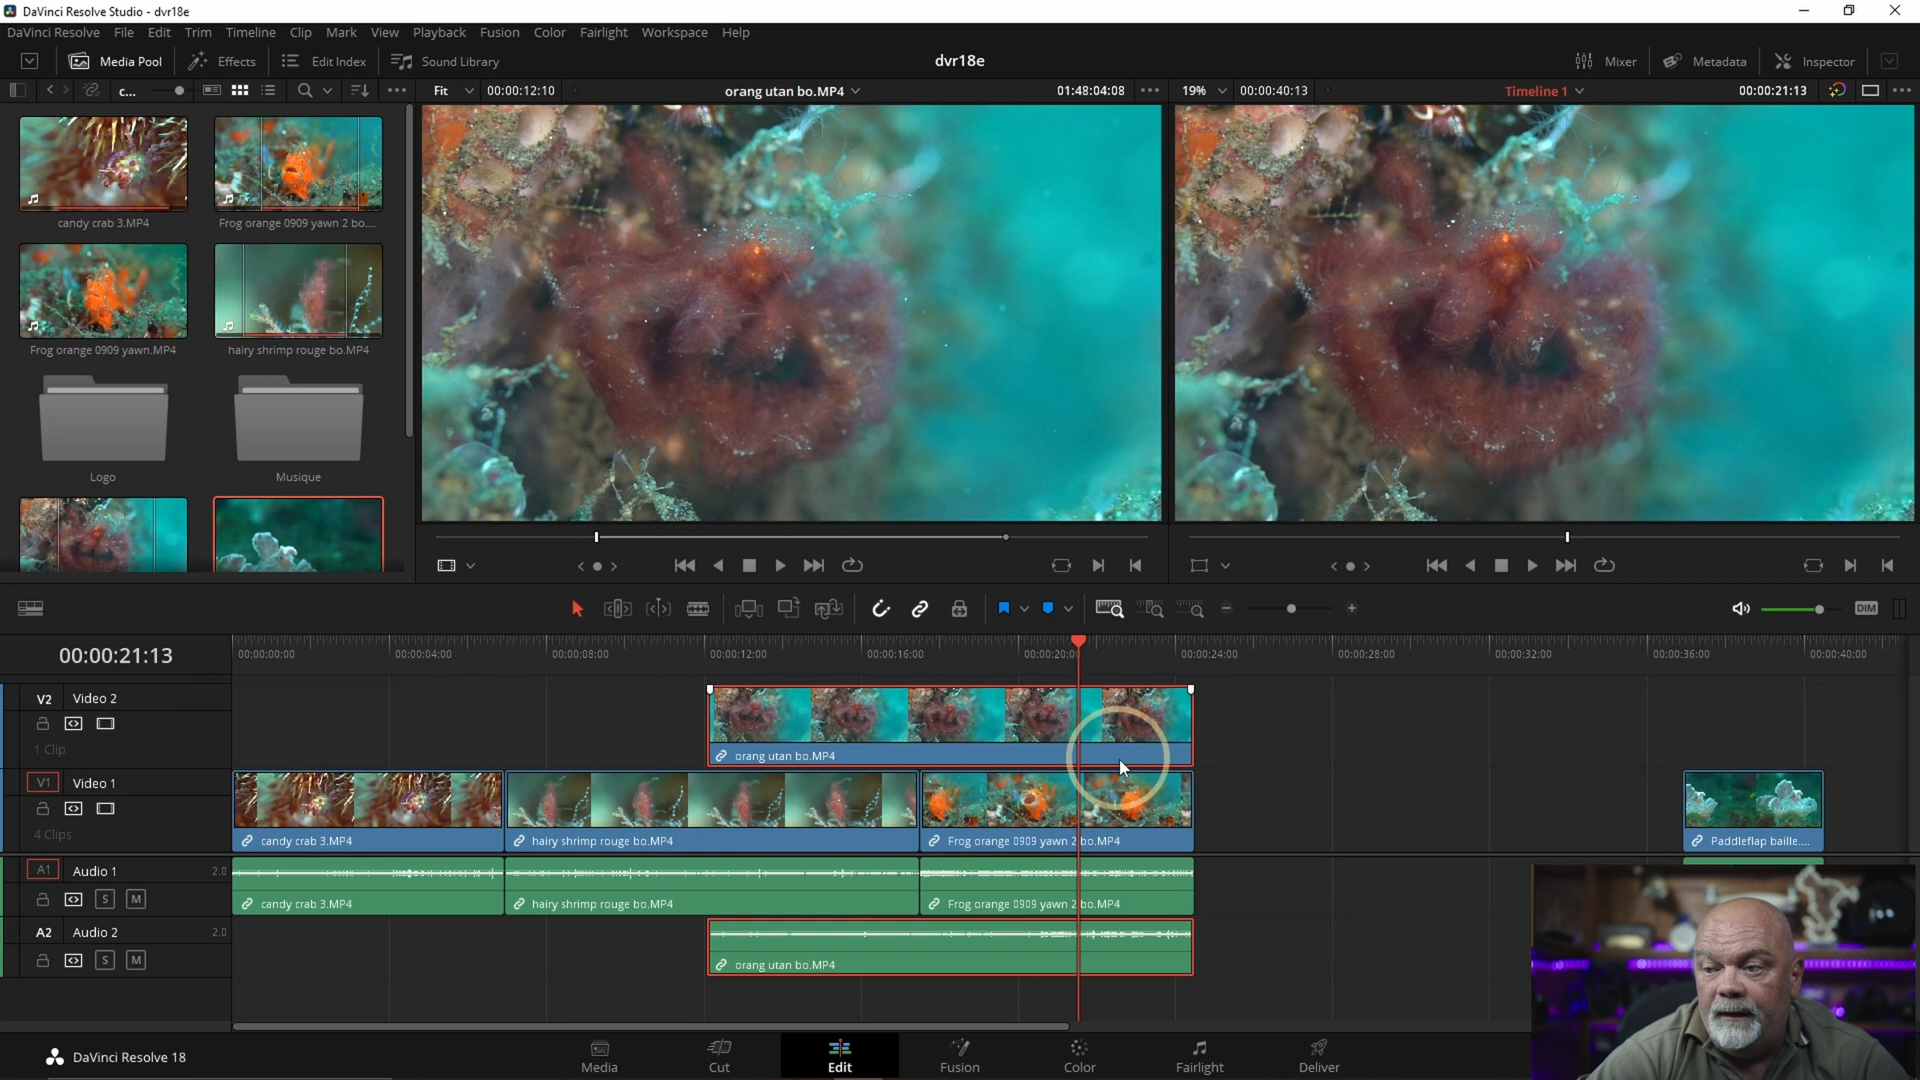 DaVinci Resolve Studio - dvr18e
DaVinci Resolve File Edit Trim Timeline Clip Mark View Playback Fusion Color Fairlight Workspace Help
Media Pool Effects Edit Index Sound Library dvr18e Mixer Metadata Inspector
c... Fit 00:00:12:10 orang utan bo.MP4 01:48:04:08 19% 00:00:40:13 Timeline 1 00:00:21:13
candy crab 3.MP4 Frog orange 0909 yawn 2 bo....
Frog orange 0909 yawn.MP4 hairy shrimp rouge bo.MP4
Logo Musique
DIM
00:00:21:13 00:00:00:00 00:00:04:00 00:00:08:00 00:00:12:00 00:00:16:00 00:00:20:00 00:00:24:00 00:00:28:00 00:00:32:00 00:00:36:00 00:00:40:00
V2 Video 2
1 Clip
orang utan bo.MP4
V1 Video 1
4 Clips
candy crab 3.MP4 hairy shrimp rouge bo.MP4 Frog orange 0909 yawn 2 bo.MP4 Paddleflap baille....
A1 Audio 1 2.0
S M
candy crab 3.MP4 hairy shrimp rouge bo.MP4 Frog orange 0909 yawn 2 bo.MP4
A2 Audio 2 2.0
S M
orang utan bo.MP4
DaVinci Resolve 18
Media Cut Edit Fusion Color Fairlight Deliver